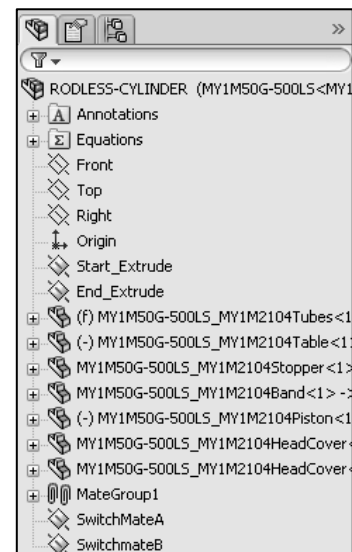 RODLESS-CYLINDER (MY1M50G-500LS<MY1
Annotations
Equations
Front
Top
Right
Origin
Start_Extrude
End_Extrude
(f) MY1M50G-500LS_MY1M2104Tubes<1
(-) MY1M50G-500LS_MY1M2104Table<1
MY1M50G-500LS_MY1M2104Stopper<1>
MY1M50G-500LS_MY1M2104Band<1> ->
(-) MY1M50G-500LS_MY1M2104Piston<1
MY1M50G-500LS_MY1M2104HeadCover<
MY1M50G-500LS_MY1M2104HeadCover<
MateGroup1
SwitchMateA
SwitchmateB